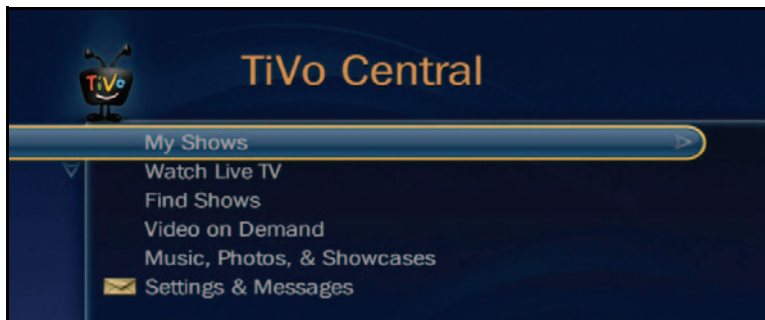 TiVo
TiVo Central
My Shows
Watch Live TV
Find Shows
Video on Demand
Music, Photos, & Showcases
Settings & Messages